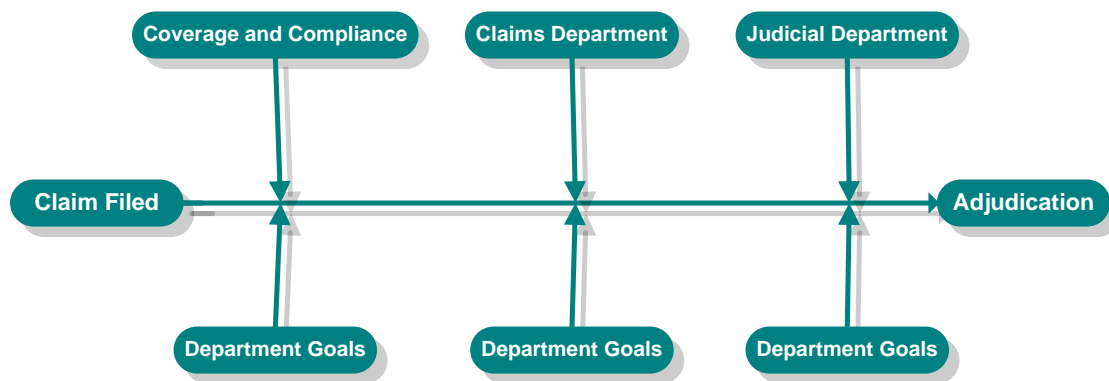 Coverage and Compliance
Claims Department
Judicial Department
Claim Filed
Adjudication
Department Goals
Department Goals
Department Goals